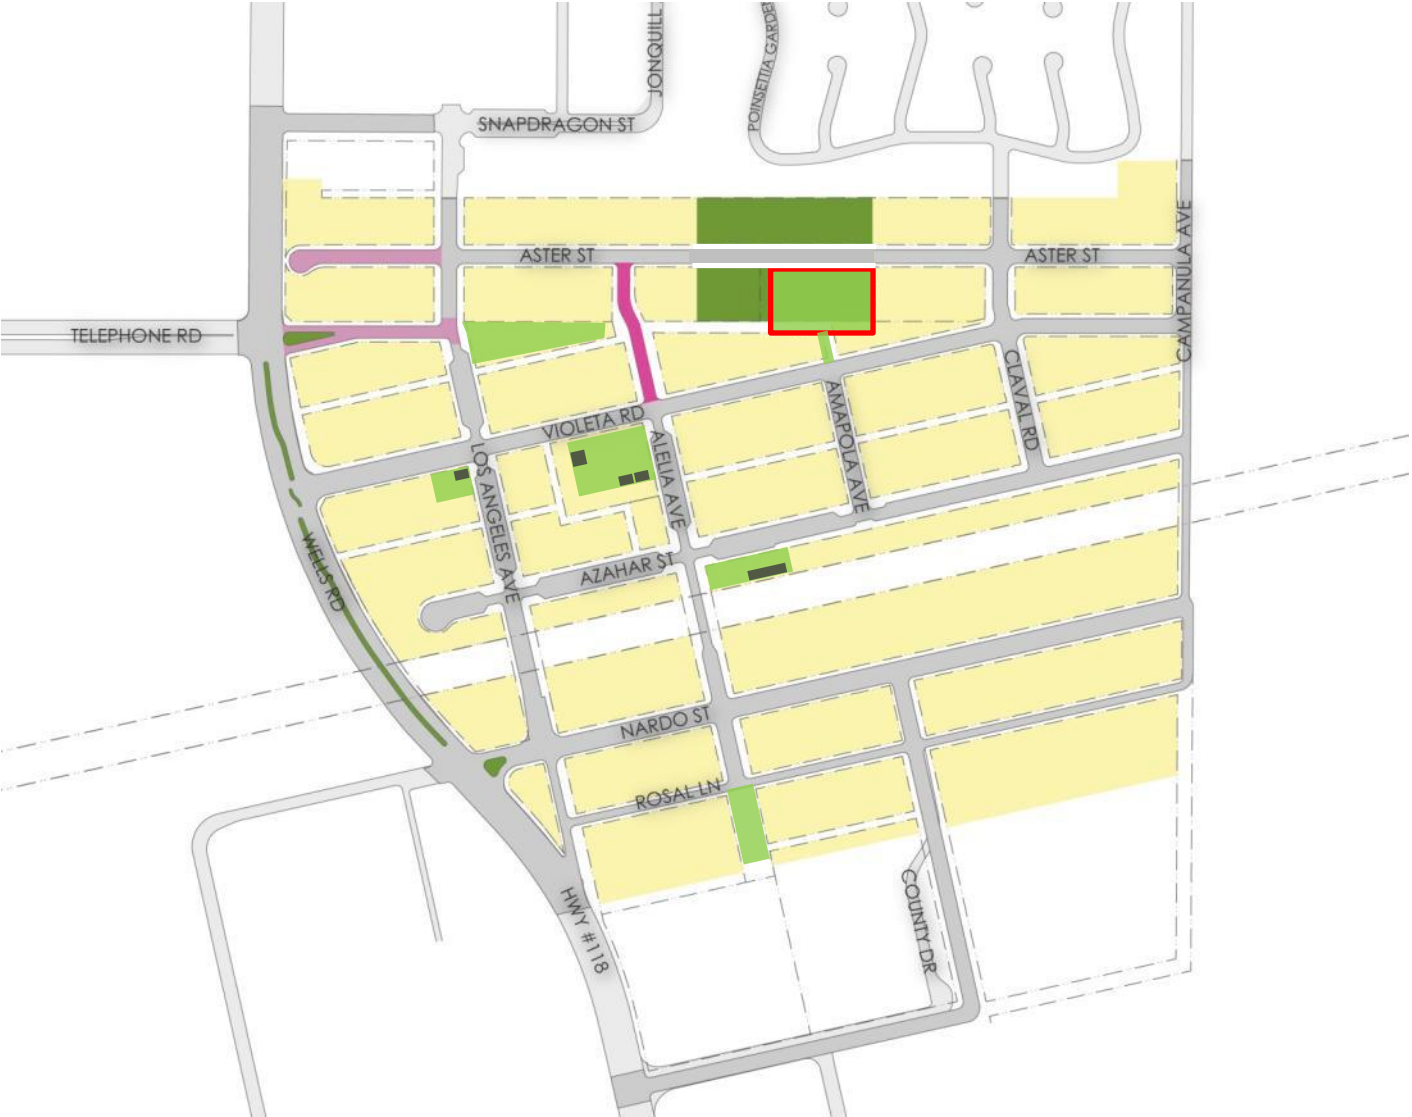 JONQUILL
POINSETTIA GARDE
SNAPDRAGON ST
CAMPANULA AVE
ASTER ST
ASTER ST
TELEPHONE RD
CLAVAL RD
AMAPOLA AVE
VIOLETA RD
ALELIA AVE
LOS ANGELES AVE
WELLS RD
AZAHAR ST
NARDO ST
ROSAL LN
COUNTY DR
HWY #118